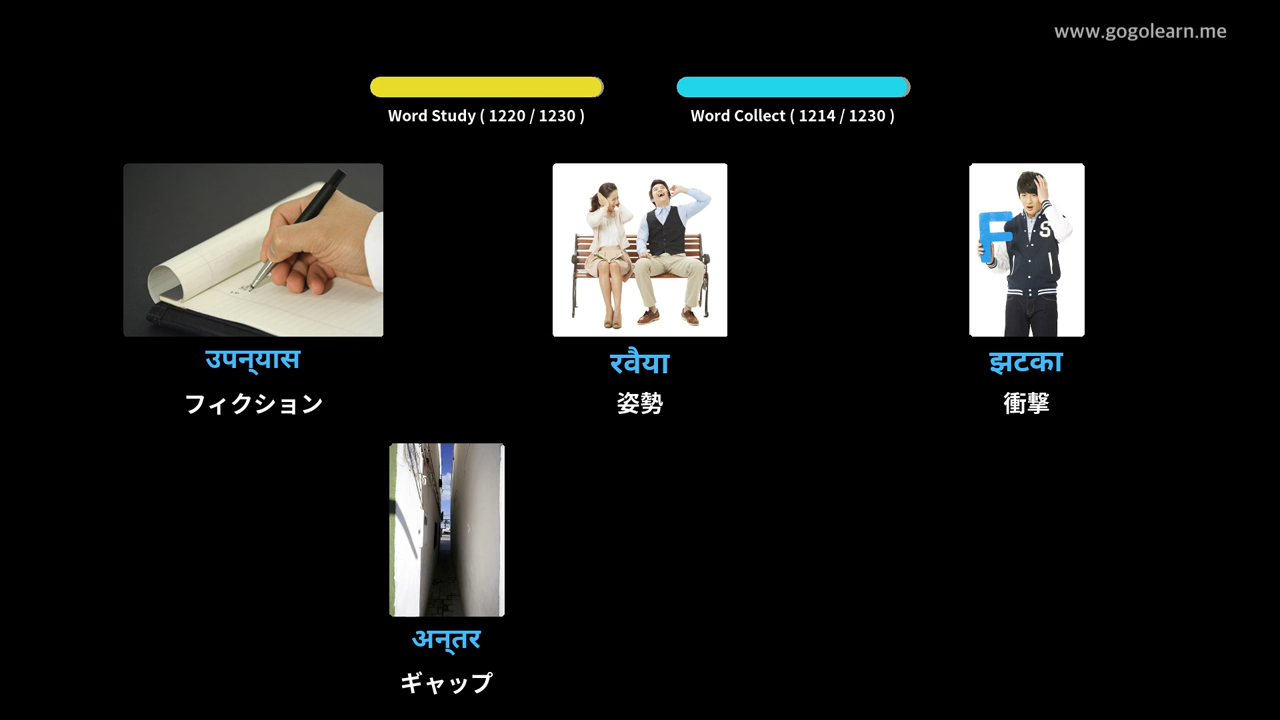 www.gogolearn.me
Word Study ( 1220 / 1230 )
Word Collect ( 1214 / 1230 )
उपन्यास
रवैया
झटका
フィクション
姿勢
衝撃
अन्तर
ギャップ